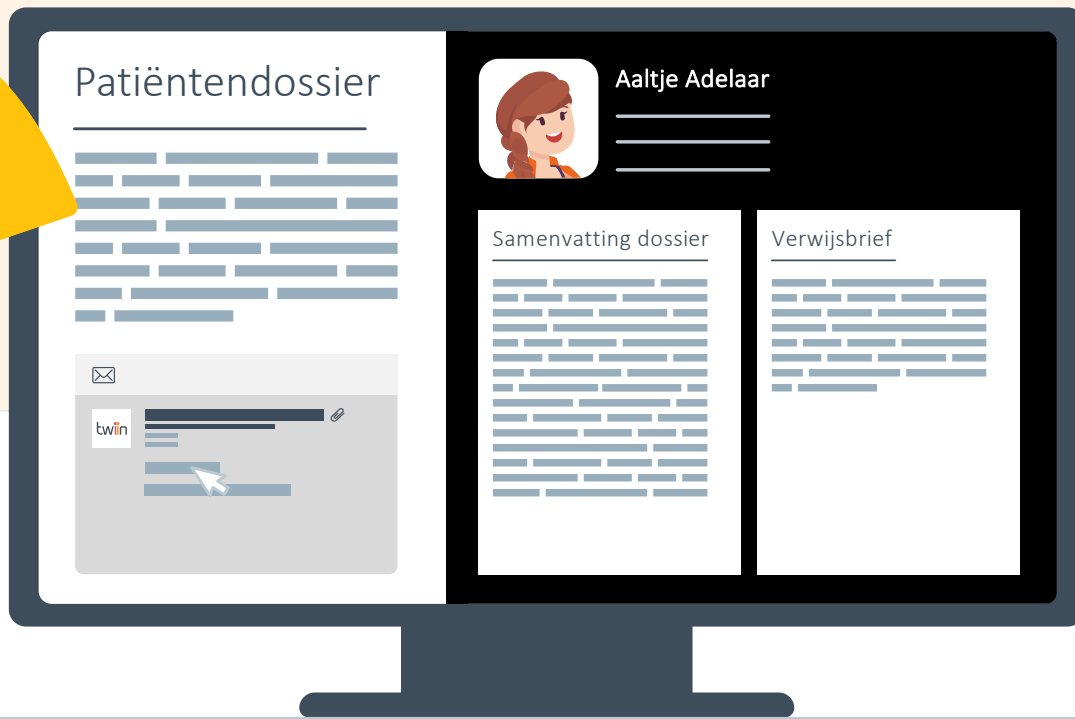 Patiëntendossier
twiin
Aaltje Adelaar
Samenvatting dossier
Verwijsbrief